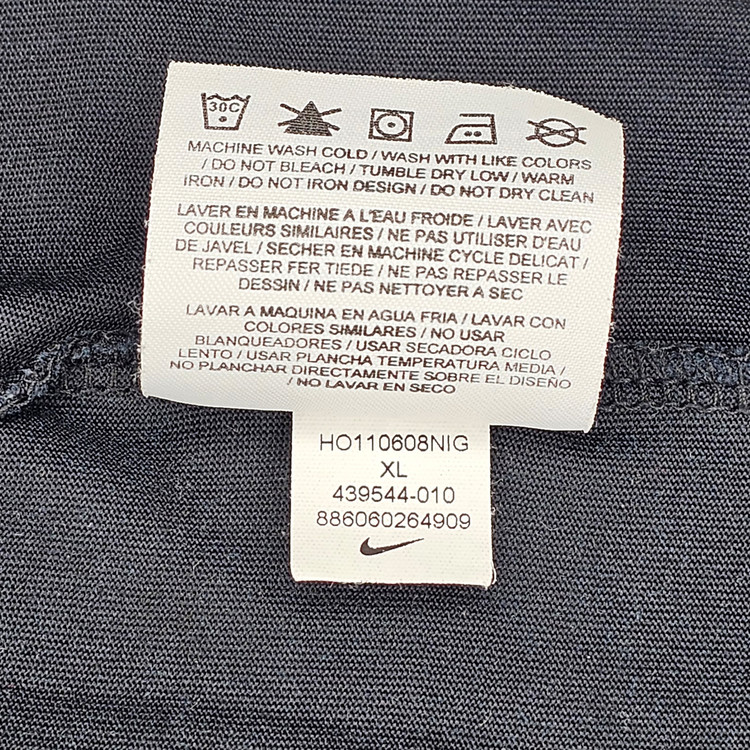 30C
MACHINE WASH COLD / WASH WITH LIKE COLORS
/ DO NOT BLEACH / TUMBLE DRY LOW / WARM
IRON / DO NOT IRON DESIGN / DO NOT DRY CLEAN
LAVER EN MACHINE A L'EAU FROIDE / LAVER AVEC
COULEURS SIMILAIRES / NE PAS UTILISER D'EAU
DE JAVEL / SECHER EN MACHINE CYCLE DELICAT /
REPASSER FER TIEDE / NE PAS REPASSER LE
DESSIN / NE PAS NETTOYER A SEC
LAVAR A MAQUINA EN AGUA FRIA / LAVAR CON
COLORES SIMILARES / NO USAR
BLANQUEADORES / USAR SECADORA CICLO
LENTO / USAR PLANCHA TEMPERATURA MEDIA /
NO PLANCHAR DIRECTAMENTE SOBRE EL DISEÑO
/ NO LAVAR EN SECO
HO110608NIG
XL
439544-010
886060264909